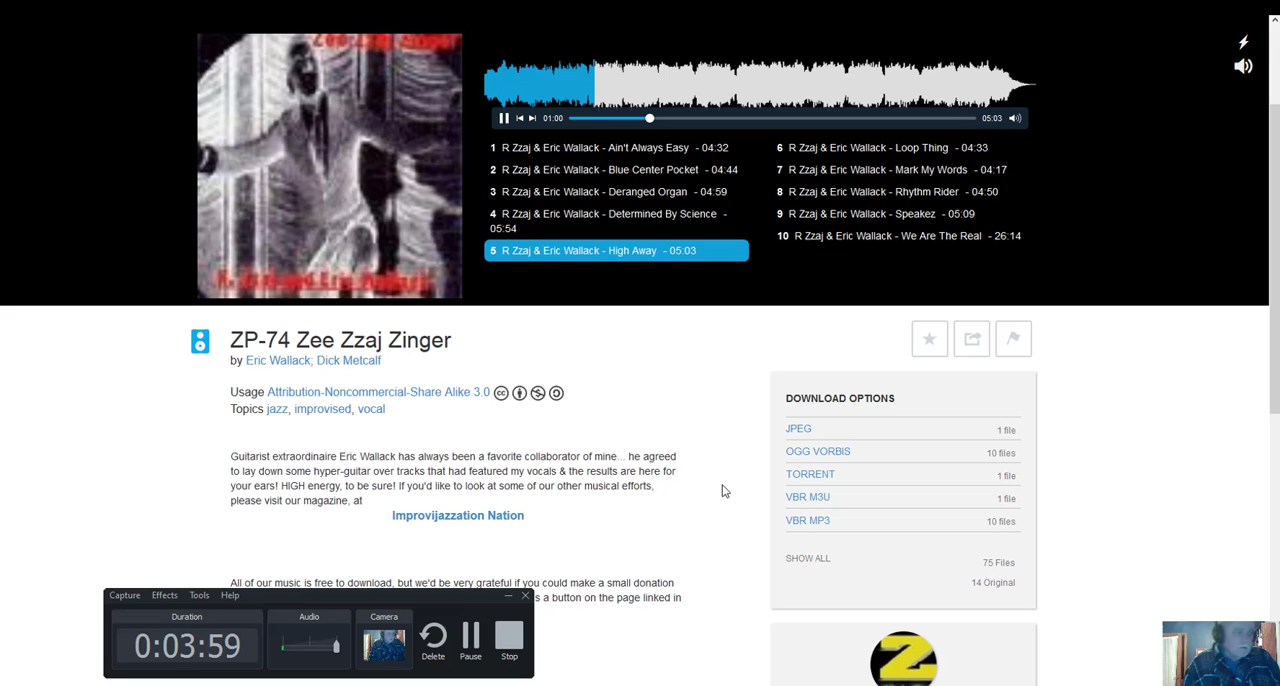 01:00
05:03
1 R Zzaj & Eric Wallack - Ain't Always Easy - 04:32
2 R Zzaj & Eric Wallack - Blue Center Pocket - 04:44
3 R Zzaj & Eric Wallack - Deranged Organ - 04:59
4 R Zzaj & Eric Wallack - Determined By Science -
05:54
5 R Zzaj & Eric Wallack - High Away - 05:03
6 R Zzaj & Eric Wallack - Loop Thing - 04:33
7 R Zzaj & Eric Wallack - Mark My Words - 04:17
8 R Zzaj & Eric Wallack - Rhythm Rider - 04:50
9 R Zzaj & Eric Wallack - Speakez - 05:09
10 R Zzaj & Eric Wallack - We Are The Real - 26:14
ZP-74 Zee Zzaj Zinger
by Eric Wallack; Dick Metcalf
Usage Attribution-Noncommercial-Share Alike 3.0
Topics jazz, improvised, vocal
Guitarist extraordinaire Eric Wallack has always been a favorite collaborator of mine... he agreed
to lay down some hyper-guitar over tracks that had featured my vocals & the results are here for
your ears! HIGH energy, to be sure! If you'd like to look at some of our other musical efforts,
please visit our magazine, at
Improvijazzation Nation
All of our music is free to download, but we'd be very grateful if you could make a small donation
s a button on the page linked in
DOWNLOAD OPTIONS
JPEG 1 file
OGG VORBIS 10 files
TORRENT 1 file
VBR M3U 1 file
VBR MP3 10 files
SHOW ALL 75 Files
14 Original
Z
Capture Effects Tools Help
Duration Audio Camera
0:03:59
Delete Pause Stop